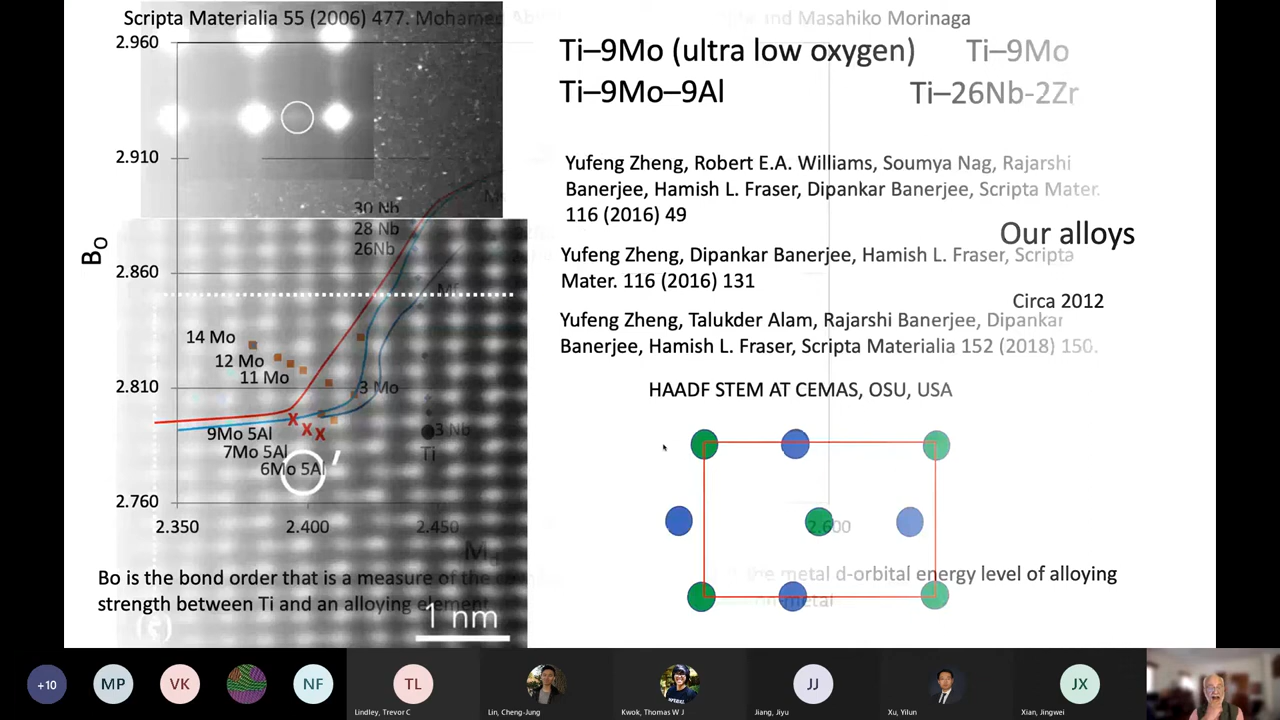 Scripta Materialia 55 (2006) 477. Mohamed and Masahiko Morinaga
2.960
2.910
2.860
2.810
2.760
Bo
30 Nb
28 Nb
26Nb
Ms
Mf
14 Mo
12 Mo
11 Mo
3 Mo
9Mo 5Al
7Mo 5Al
6Mo 5Al
3 Nb
Ti
2.350 2.400 2.450 2.600
Md
Bo is the bond order that is a measure of the
strength between Ti and an alloying element
the metal d-orbital energy level of alloying
metal
1 nm
Ti–9Mo (ultra low oxygen) Ti–9Mo
Ti–9Mo–9Al Ti–26Nb-2Zr
Yufeng Zheng, Robert E.A. Williams, Soumya Nag, Rajarshi
Banerjee, Hamish L. Fraser, Dipankar Banerjee, Scripta Mater.
116 (2016) 49
Our alloys
Yufeng Zheng, Dipankar Banerjee, Hamish L. Fraser, Scripta
Mater. 116 (2016) 131
Circa 2012
Yufeng Zheng, Talukder Alam, Rajarshi Banerjee, Dipankar
Banerjee, Hamish L. Fraser, Scripta Materialia 152 (2018) 150.
HAADF STEM AT CEMAS, OSU, USA
+10 MP VK NF TL JJ JX
Lindley, Trevor C Lin, Cheng-Jung Kwok, Thomas W J Jiang, Jiyu Xu, Yilun Xian, Jingwei